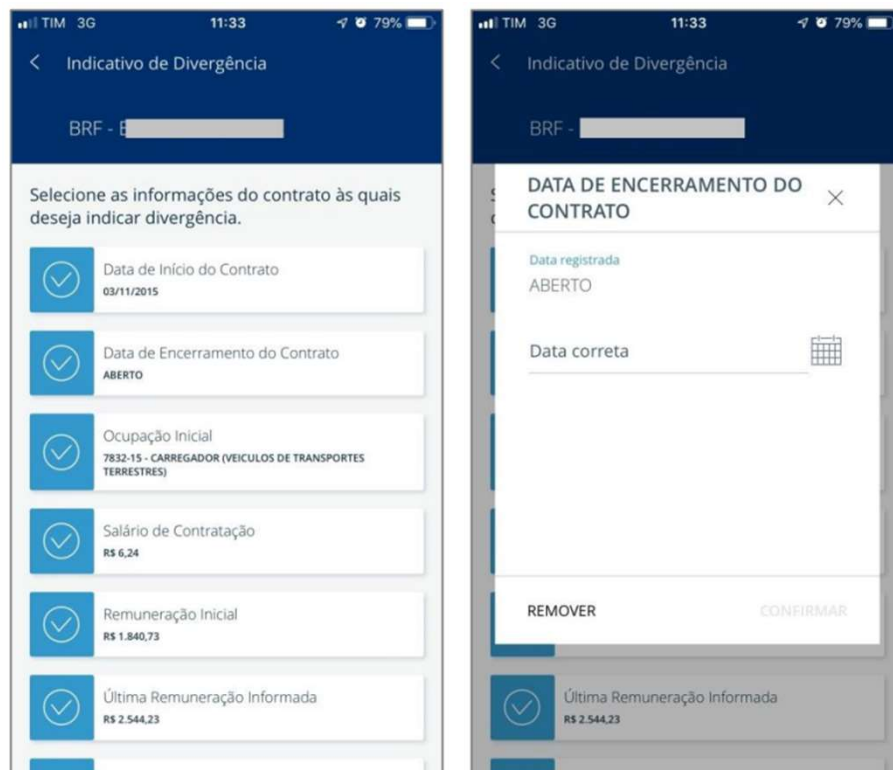 TIM 3G 11:33 79%
Indicativo de Divergência
BRF -
Selecione as informações do contrato às quais
deseja indicar divergência.
Data de Início do Contrato
03/11/2015
Data de Encerramento do Contrato
ABERTO
Ocupação Inicial
7832-15 - CARREGADOR (VEICULOS DE TRANSPORTES
TERRESTRES)
Salário de Contratação
R$ 6,24
Remuneração Inicial
R$ 1.840,73
Última Remuneração Informada
R$ 2.544,23
TIM 3G 11:33 79%
Indicativo de Divergência
BRF -
DATA DE ENCERRAMENTO DO
CONTRATO
Data registrada
ABERTO
Data correta
REMOVER CONFIRMAR
Última Remuneração Informada
R$ 2.544,23